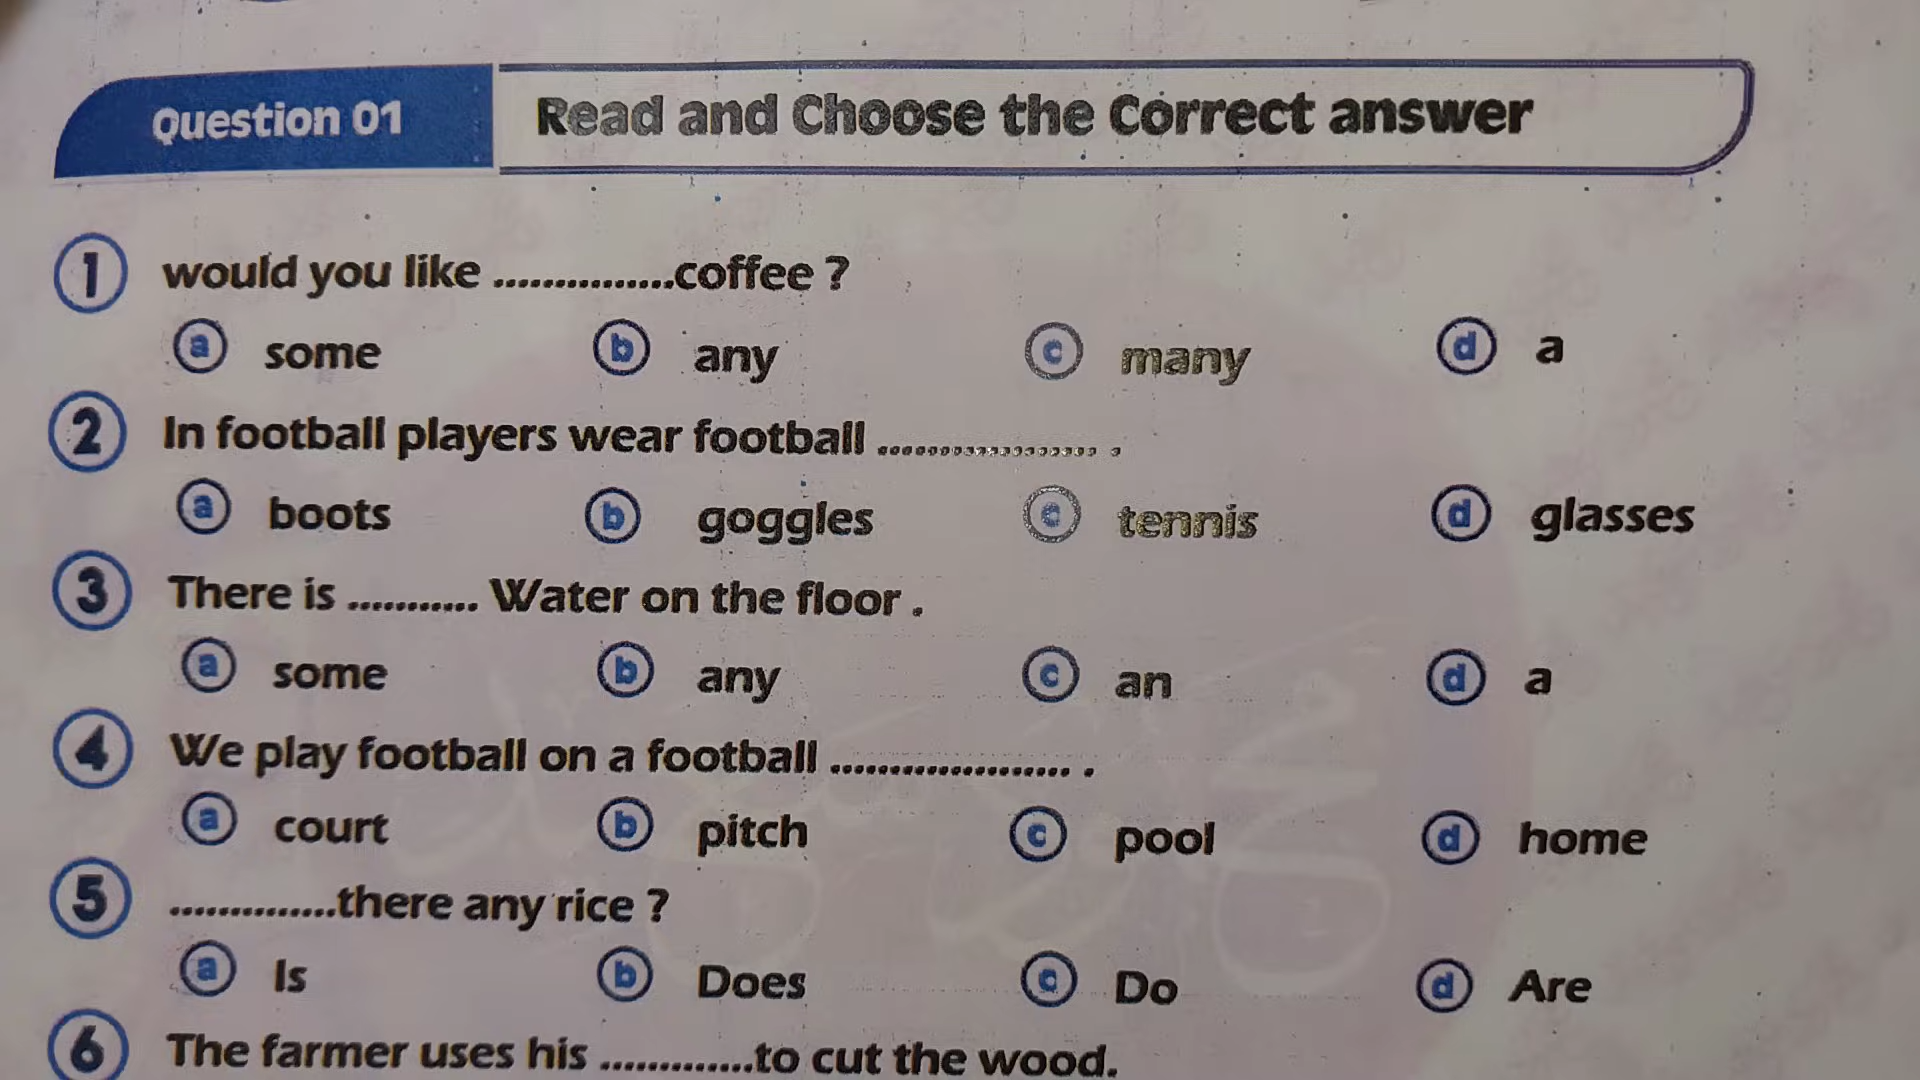 Question 01 Read and Choose the Correct answer
1 would you like ...............coffee ?
a some b any c many d a
2 In football players wear football .................. .
a boots b goggles c tennis d glasses
3 There is ........... Water on the floor .
a some b any c an d a
4 We play football on a football .................... .
a court b pitch c pool d home
5 ..............there any rice ?
a Is b Does c Do d Are
6 The farmer uses his .............to cut the wood.